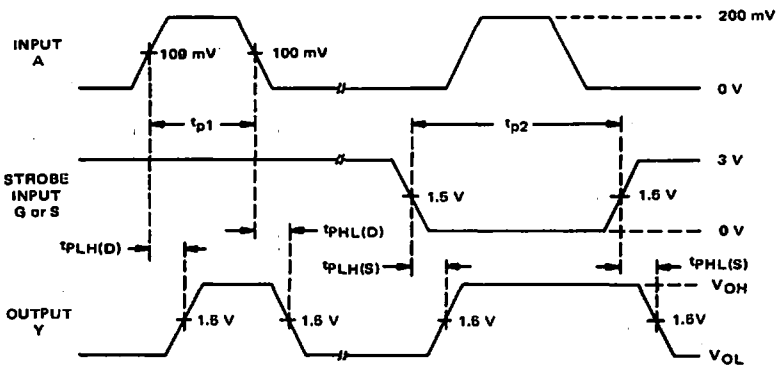 INPUT
A
109 mV
100 mV
200 mV
0 V
tp1
tp2
STROBE
INPUT
G or S
3 V
1.5 V
1.5 V
0 V
tPLH(D)
tPHL(D)
tPLH(S)
tPHL(S)
OUTPUT
Y
1.5 V
1.5 V
1.5 V
1.5V
VOH
VOL